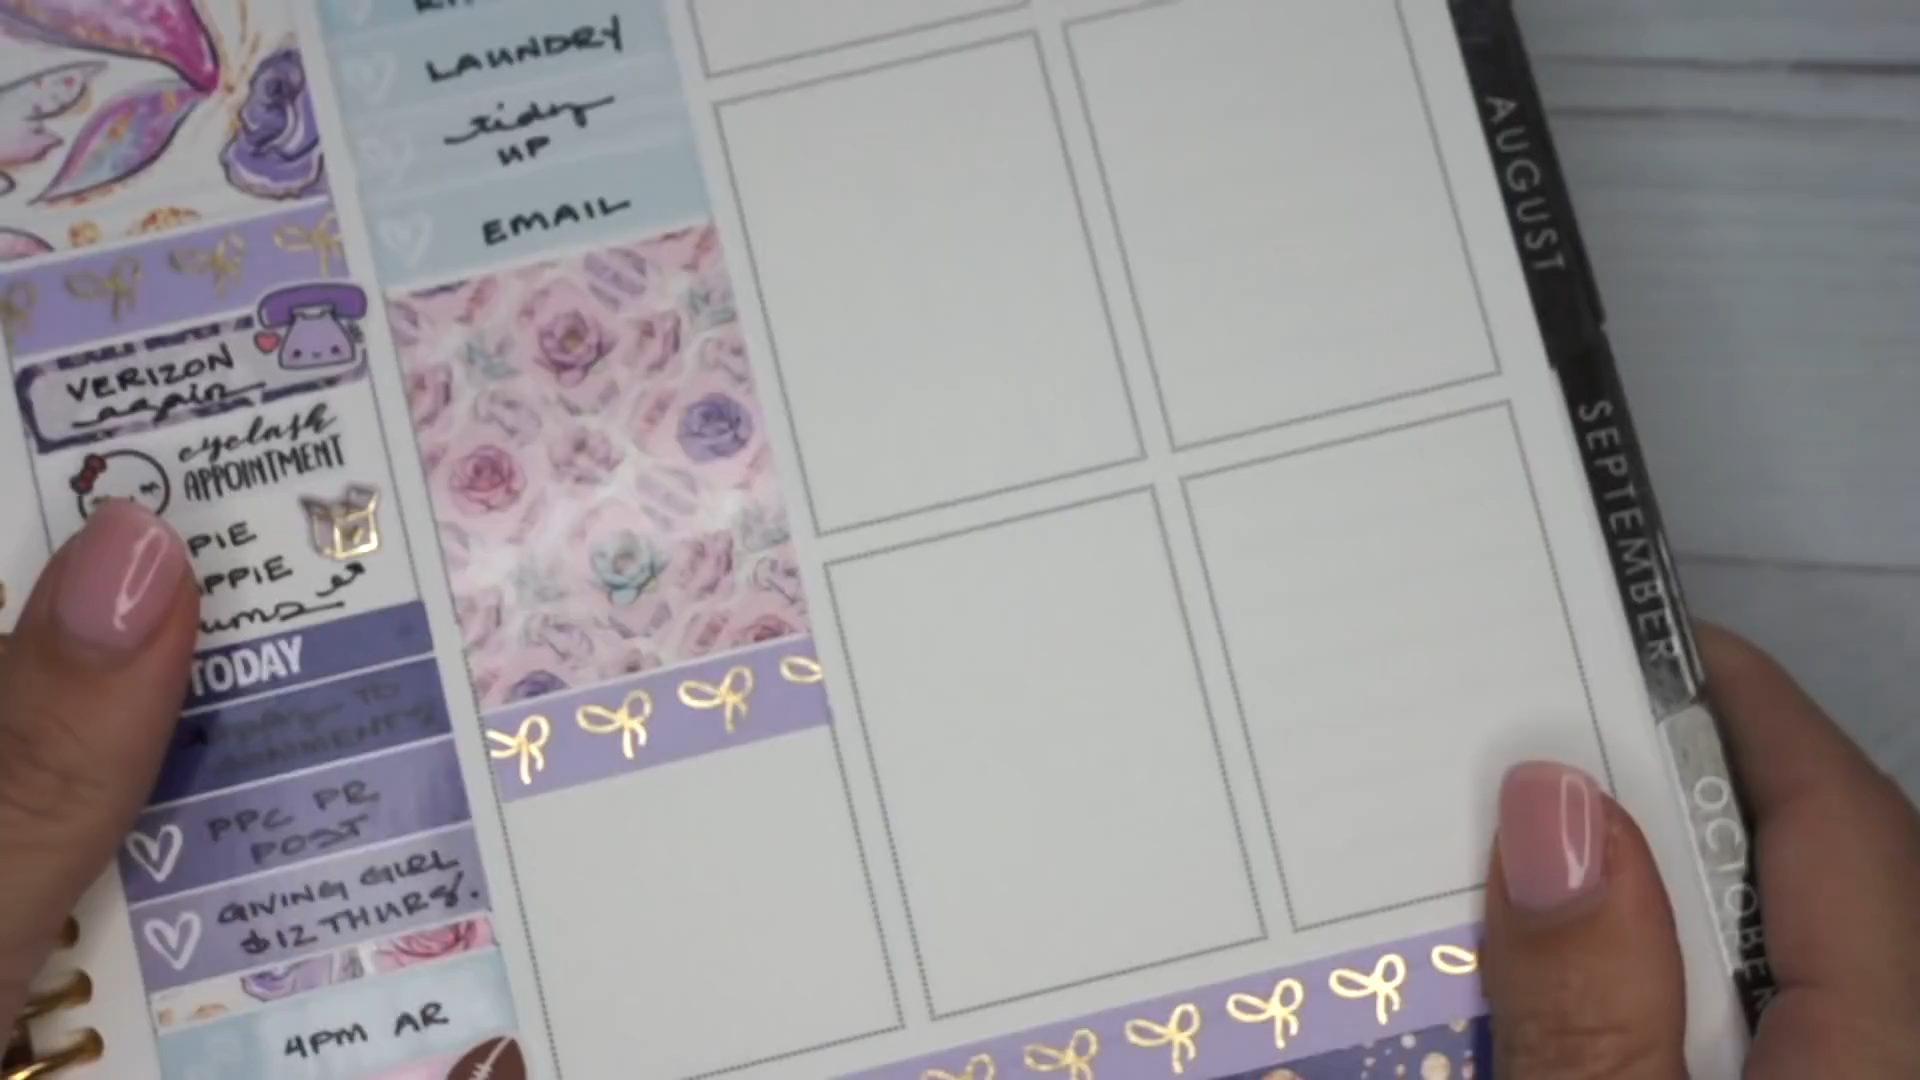 LAUNDRY
tidy
UP
EMAIL
VERIZON
again
eyelash
APPOINTMENT
PIE
TODAY
PPC PR
POST
GIVING GIRL
$12 THURS.
4PM AR
AUGUST
SEPTEMBER
OCTOBER